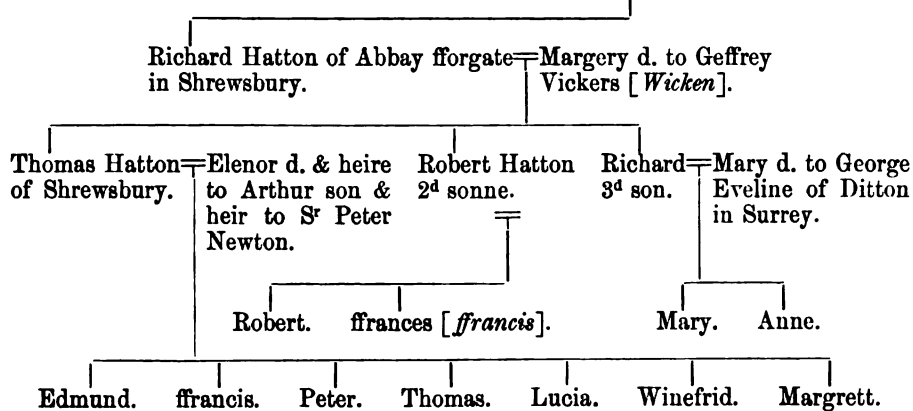 Richard Hatton of Abbay fforgate=Margery d. to Geffrey
in Shrewsbury. Vickers [Wicken].
Thomas Hatton=Elenor d. & heire Robert Hatton Richard=Mary d. to George
of Shrewsbury. to Arthur son & 2d sonne. 3d son. Eveline of Ditton
heir to Sr Peter in Surrey.
Newton.
Robert. ffrances [ffrancis]. Mary. Anne.
Edmund. ffrancis. Peter. Thomas. Lucia. Winefrid. Margrett.